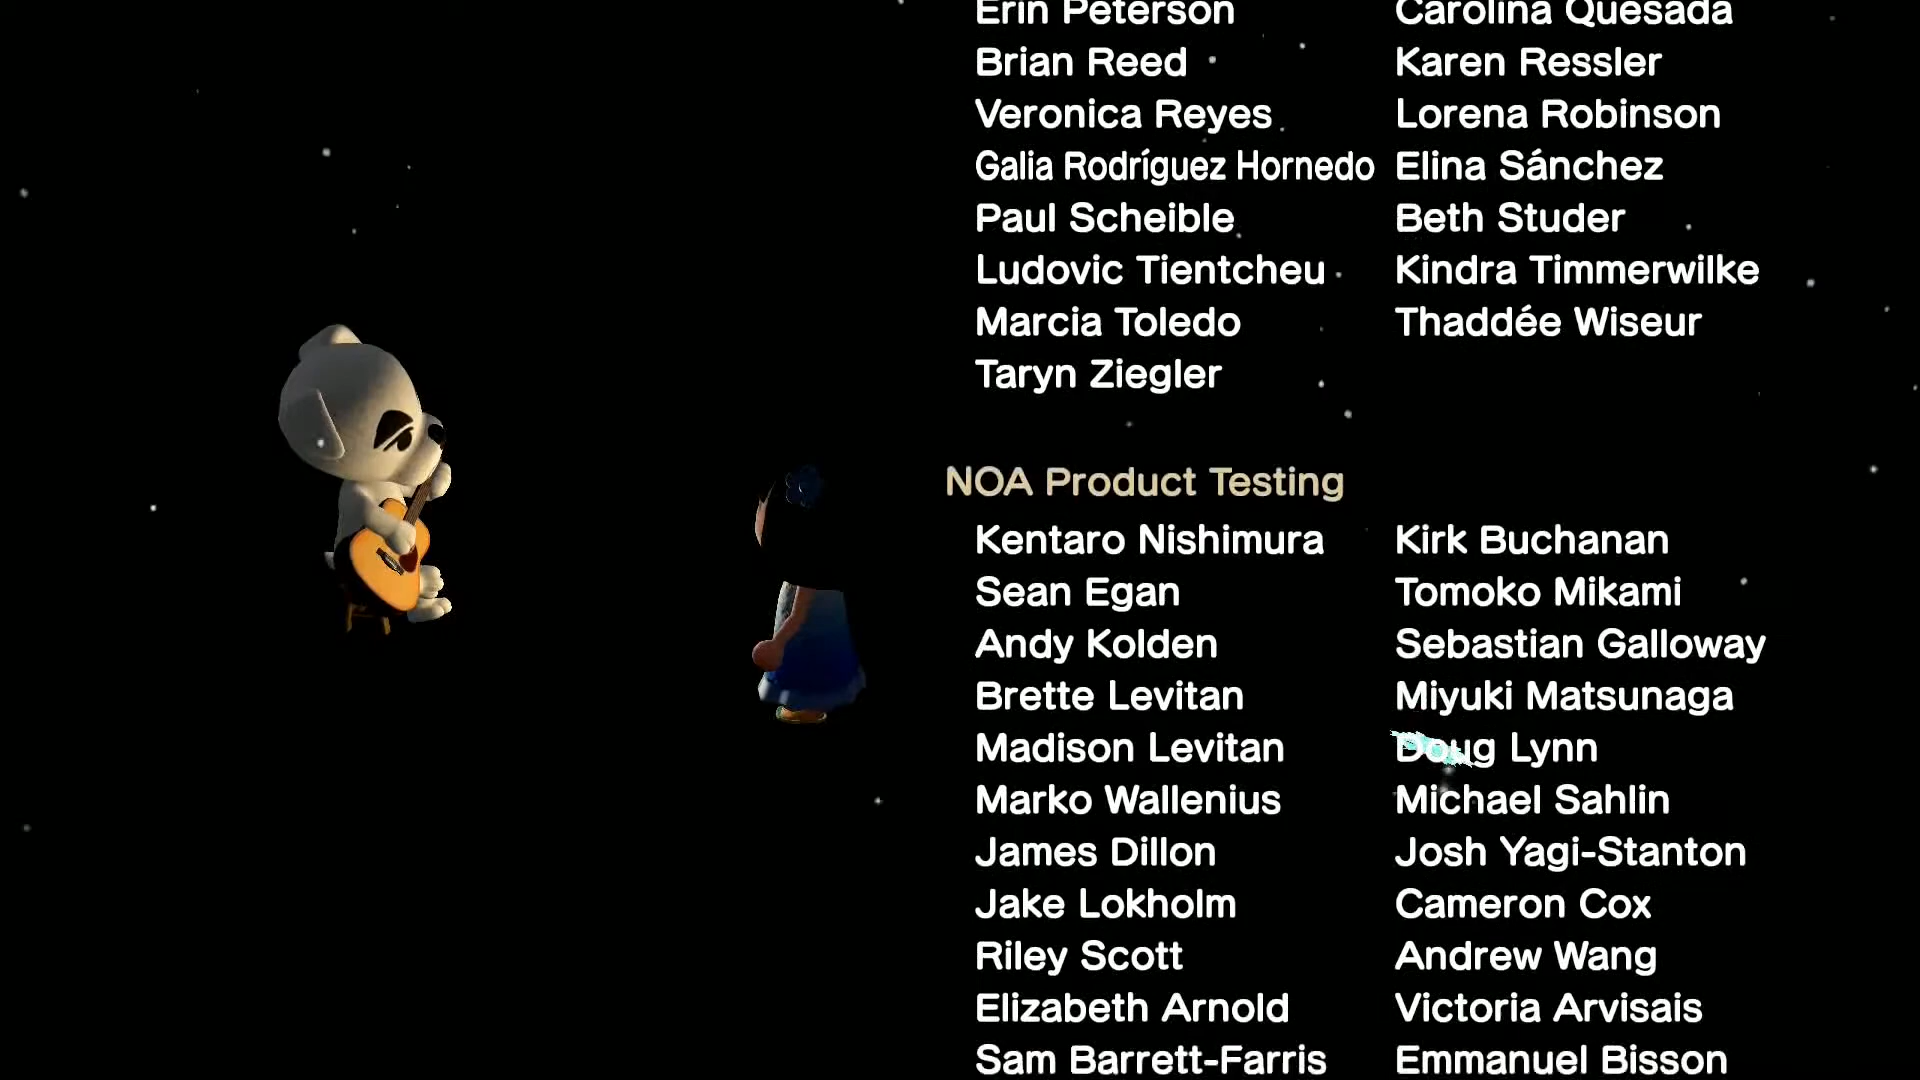 Erin Peterson Carolina Quesada
Brian Reed Karen Ressler
Veronica Reyes Lorena Robinson
Galia Rodríguez Hornedo Elina Sánchez
Paul Scheible Beth Studer
Ludovic Tientcheu Kindra Timmerwilke
Marcia Toledo Thaddée Wiseur
Taryn Ziegler
NOA Product Testing
Kentaro Nishimura Kirk Buchanan
Sean Egan Tomoko Mikami
Andy Kolden Sebastian Galloway
Brette Levitan Miyuki Matsunaga
Madison Levitan Doug Lynn
Marko Wallenius Michael Sahlin
James Dillon Josh Yagi-Stanton
Jake Lokholm Cameron Cox
Riley Scott Andrew Wang
Elizabeth Arnold Victoria Arvisais
Sam Barrett-Farris Emmanuel Bisson